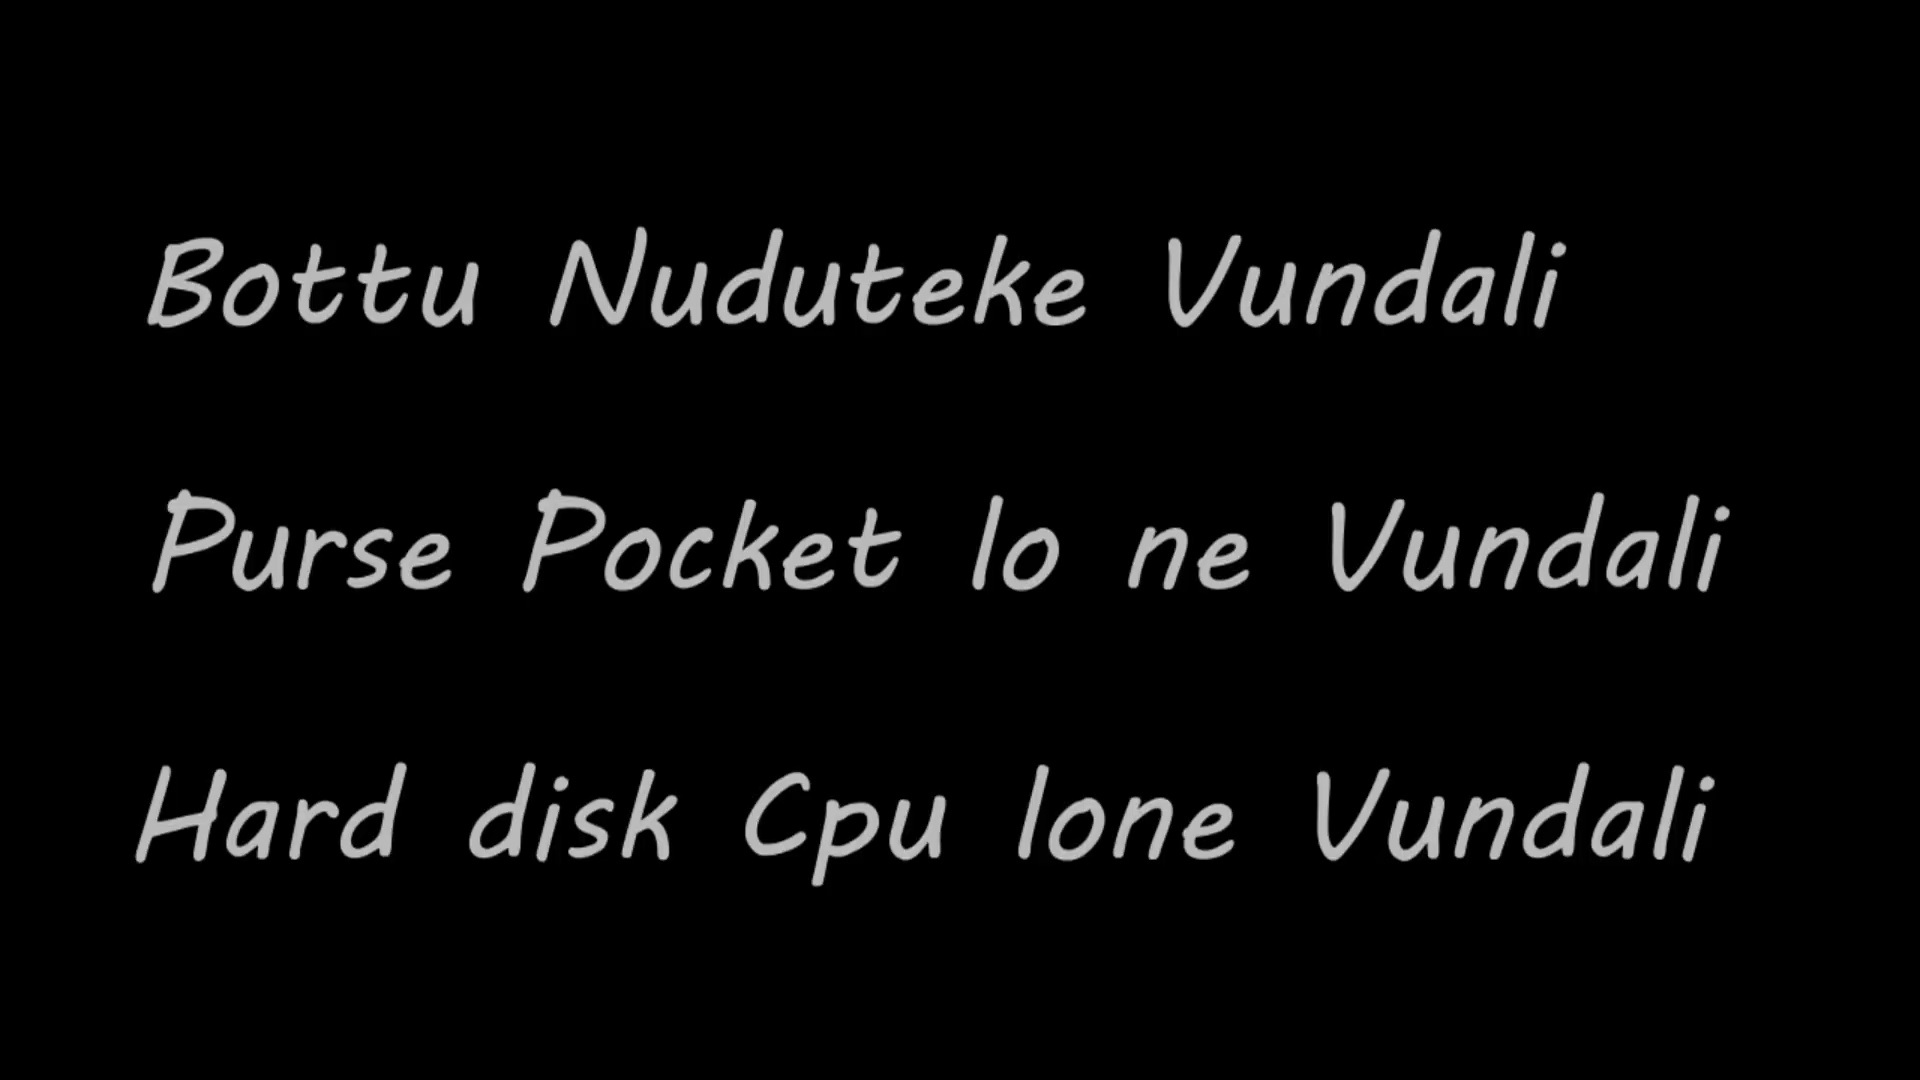 Bottu Nuduteke Vundali
Purse Pocket lo ne Vundali
Hard disk Cpu lone Vundali